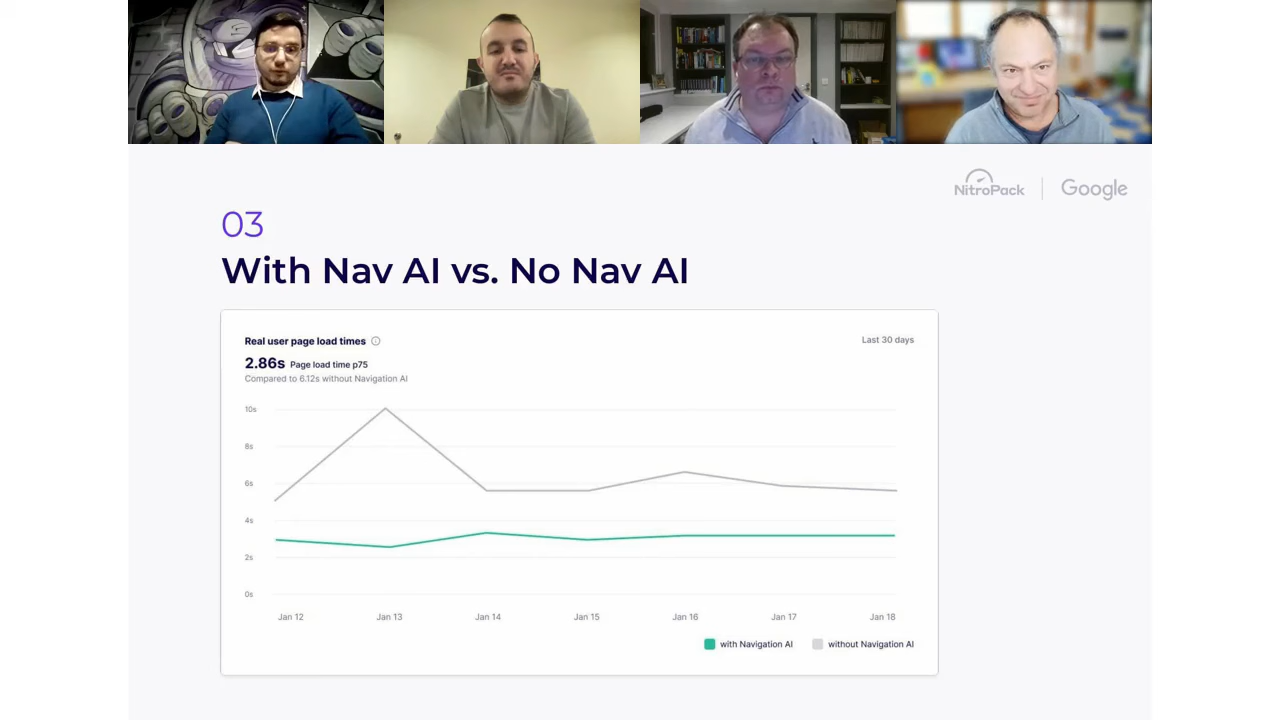 NitroPack
Google
03
With Nav AI vs. No Nav AI
Real user page load times
Last 30 days
2.86s Page load time p75
Compared to 6.12s without Navigation AI
10s
8s
6s
4s
2s
0s
Jan 12 Jan 13 Jan 14 Jan 15 Jan 16 Jan 17 Jan 18
with Navigation AI without Navigation AI